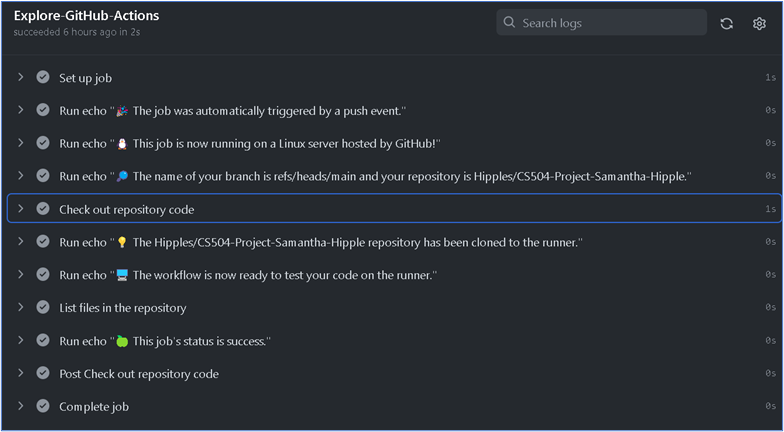 Explore-GitHub-Actions
succeeded 6 hours ago in 2s
Search logs
Set up job 1s
Run echo "🎉 The job was automatically triggered by a push event." 0s
Run echo "🐧 This job is now running on a Linux server hosted by GitHub!" 0s
Run echo "🔎 The name of your branch is refs/heads/main and your repository is Hipples/CS504-Project-Samantha-Hipple." 0s
Check out repository code 1s
Run echo "💡 The Hipples/CS504-Project-Samantha-Hipple repository has been cloned to the runner." 0s
Run echo "🖥️ The workflow is now ready to test your code on the runner." 0s
List files in the repository 0s
Run echo "🍏 This job's status is success." 0s
Post Check out repository code 0s
Complete job 0s